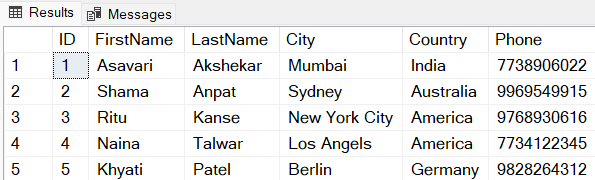 Results Messages
ID FirstName LastName City Country Phone
1 1 Asavari Akshekar Mumbai India 7738906022
2 2 Shama Anpat Sydney Australia 9969549915
3 3 Ritu Kanse New York City America 9768930616
4 4 Naina Talwar Los Angels America 7734122345
5 5 Khyati Patel Berlin Germany 9828264312